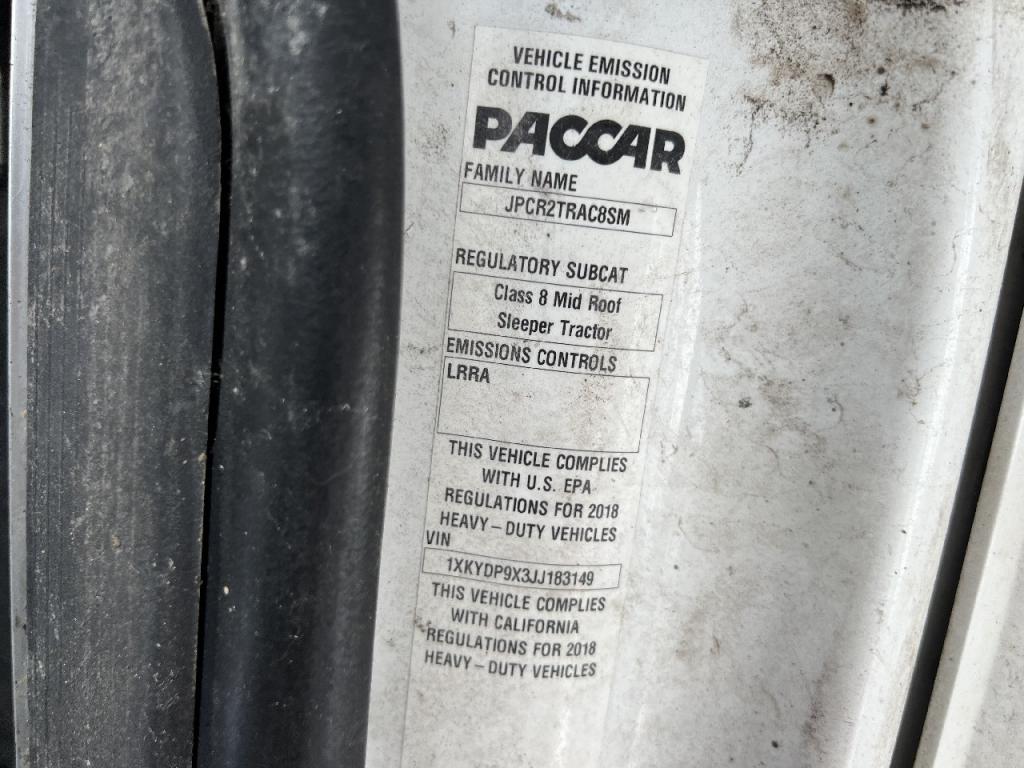 VEHICLE EMISSION
CONTROL INFORMATION
PACCAR
FAMILY NAME
JPCR2TRAC8SM
REGULATORY SUBCAT
Class 8 Mid Roof
Sleeper Tractor
EMISSIONS CONTROLS
LRRA
THIS VEHICLE COMPLIES
WITH U.S. EPA
REGULATIONS FOR 2018
HEAVY-DUTY VEHICLES
VIN
1XKYDP9X3JJ183149
THIS VEHICLE COMPLIES
WITH CALIFORNIA
REGULATIONS FOR 2018
HEAVY-DUTY VEHICLES